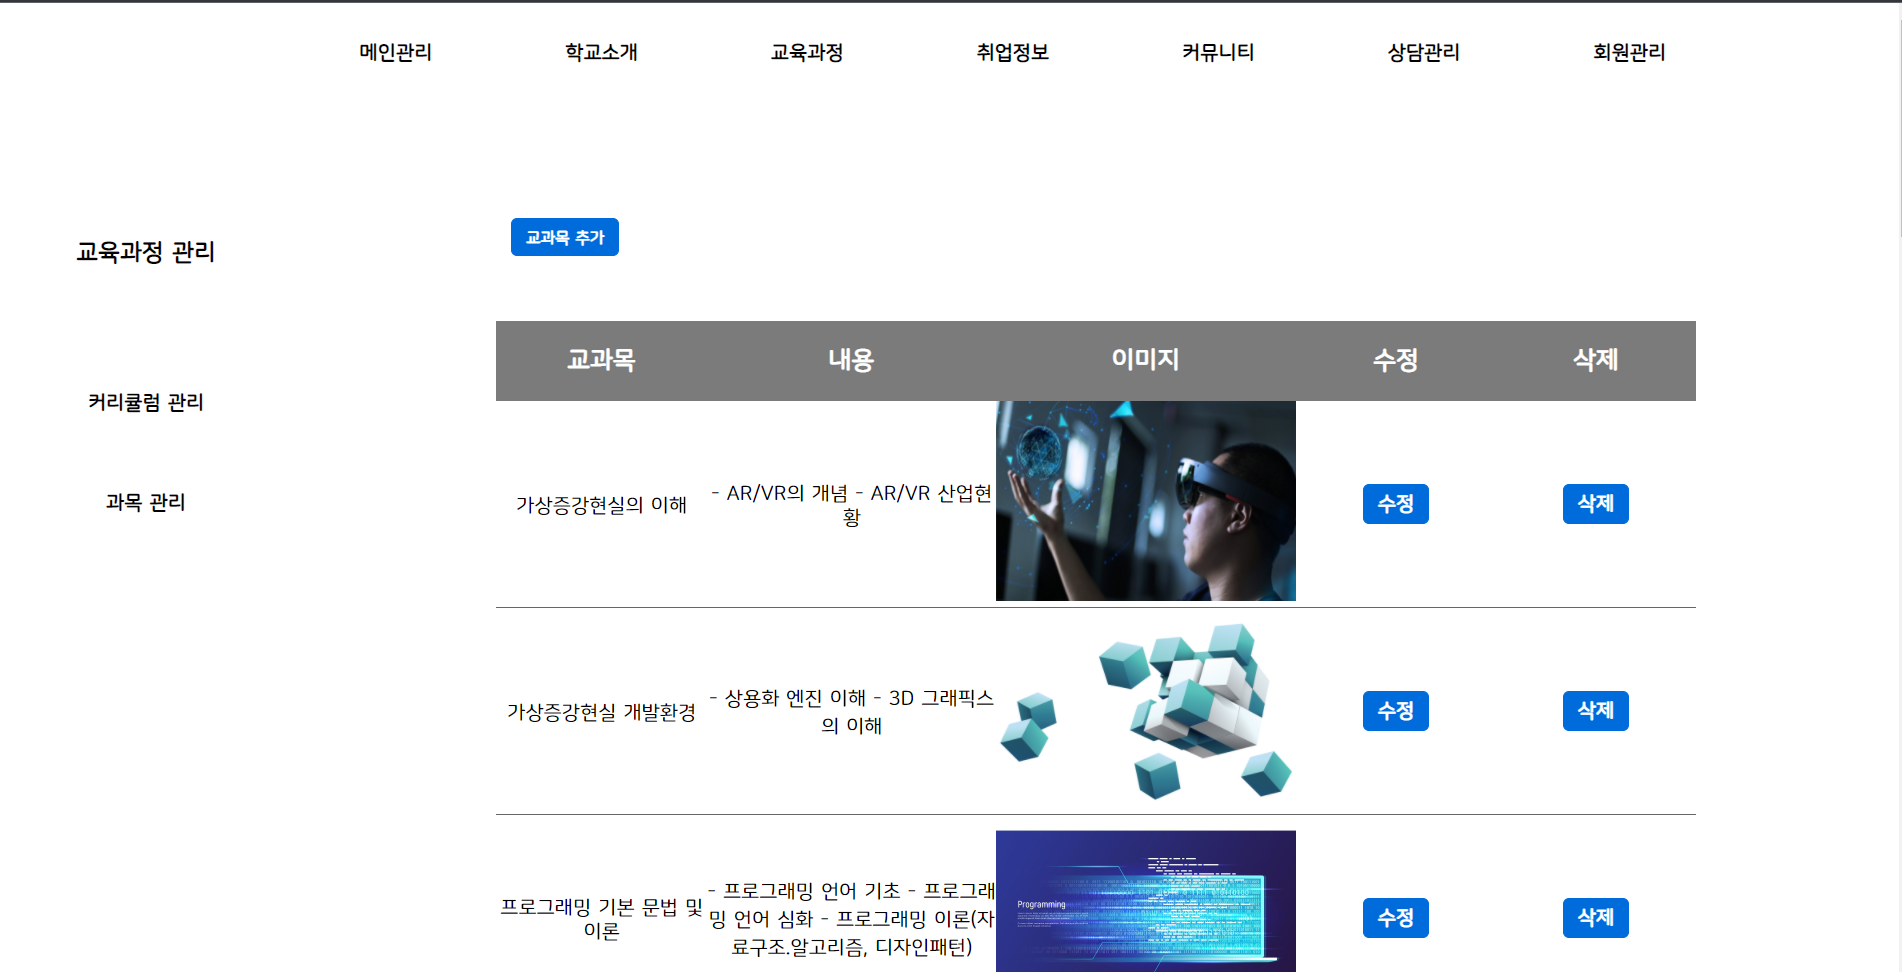 메인관리 학교소개 교육과정 취업정보 커뮤니티 상담관리 회원관리
교육과정 관리
교과목 추가
커리큘럼 관리
과목 관리
교과목 내용 이미지 수정 삭제
가상증강현실의 이해
- AR/VR의 개념 - AR/VR 산업현
황
수정 삭제
가상증강현실 개발환경
- 상용화 엔진 이해 - 3D 그래픽스
의 이해
수정 삭제
프로그래밍 기본 문법 및
이론
- 프로그래밍 언어 기초 - 프로그래
밍 언어 심화 - 프로그래밍 이론(자
료구조.알고리즘, 디자인패턴)
Programming
수정 삭제